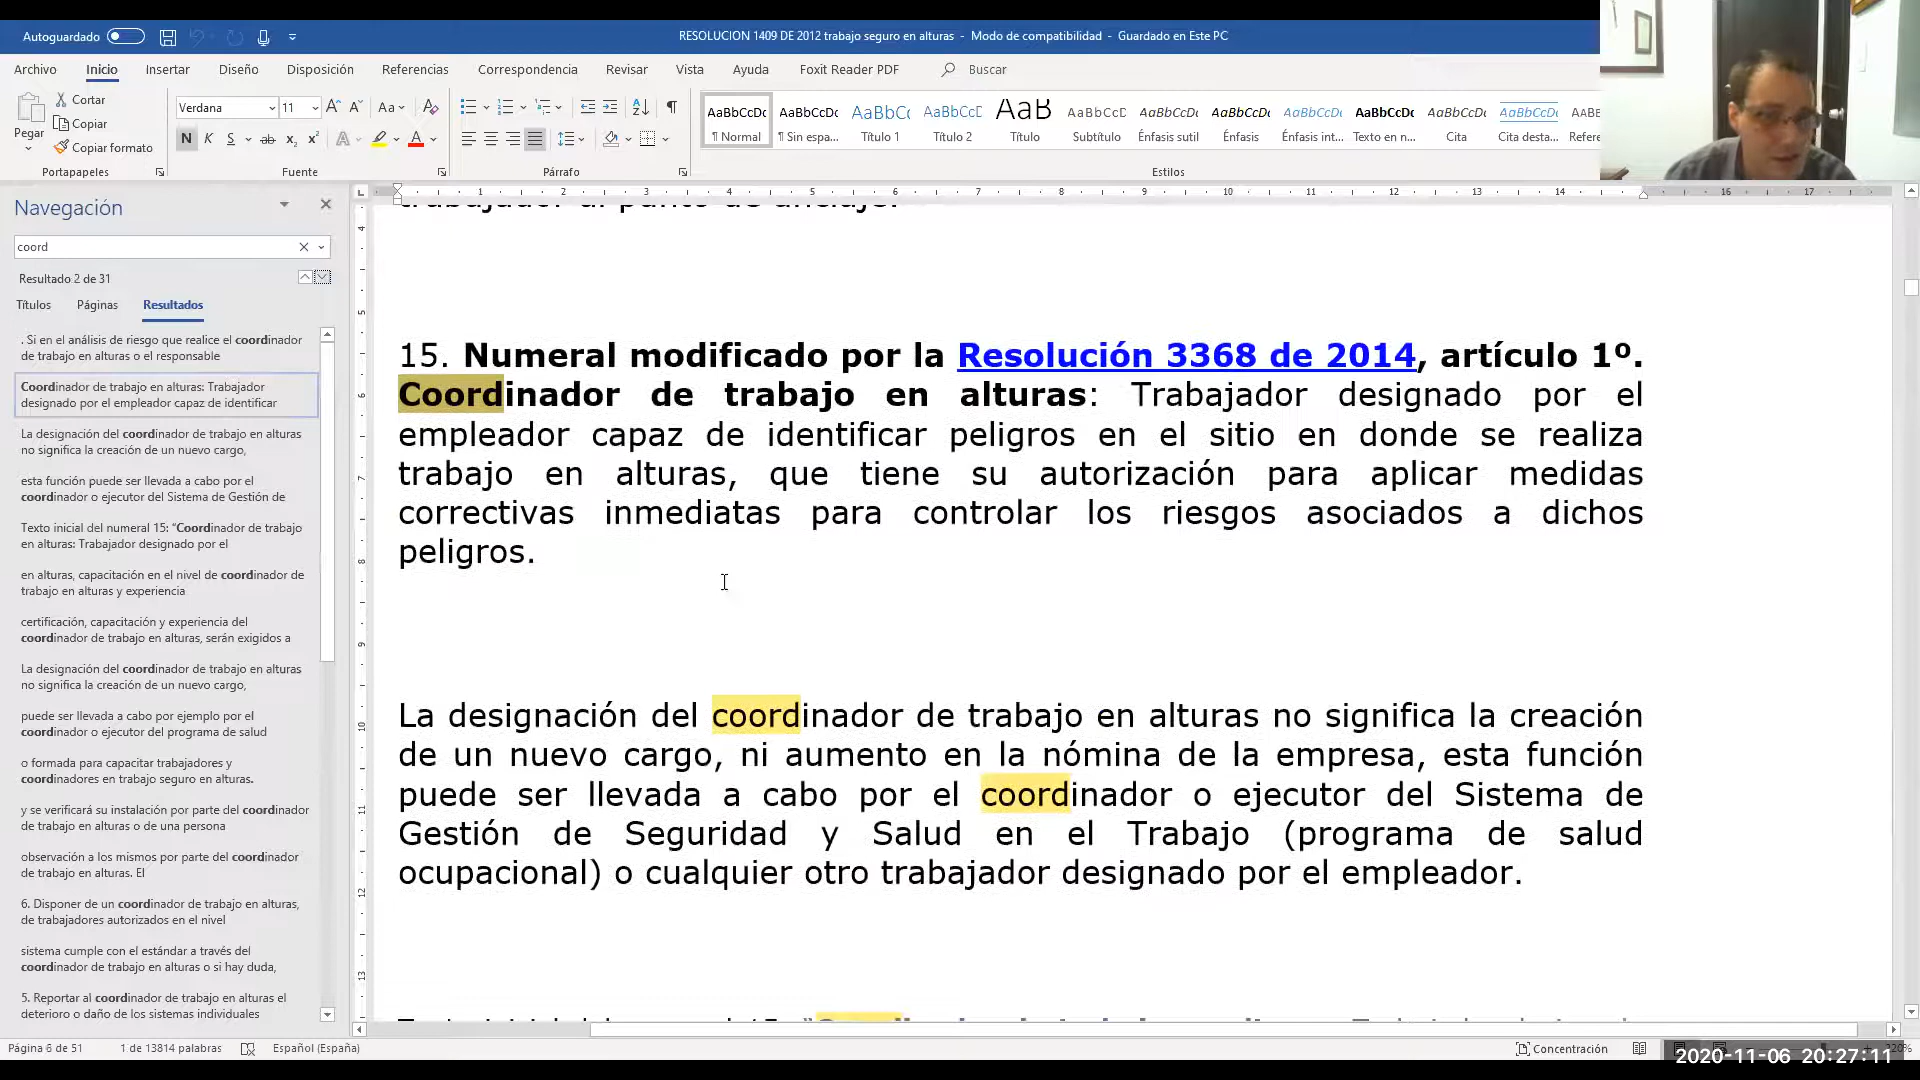 Autoguardado
RESOLUCION 1409 DE 2012 trabajo seguro en alturas - Modo de compatibilidad - Guardado en Este PC
Archivo Inicio Insertar Diseño Disposición Referencias Correspondencia Revisar Vista Ayuda Foxit Reader PDF Buscar
Pegar
Cortar
Copiar
Copiar formato
Portapapeles
Verdana 11
Fuente
Párrafo
AaBbCcDc AaBbCcDc AaBbC( AaBbCcC AaB AaBbCcD AaBbCcDc AaBbCcDc AaBbCcDc AaBbCcDc AaBbCcDc AaBbCcDc AaBb
¶ Normal ¶ Sin espa... Título 1 Título 2 Título Subtítulo Énfasis sutil Énfasis Énfasis int... Texto en n... Cita Cita desta... Refere
Estilos
Navegación
coord
Resultado 2 de 31
Títulos Páginas Resultados
. Si en el análisis de riesgo que realice el coordinador
de trabajo en alturas o el responsable
Coordinador de trabajo en alturas: Trabajador
designado por el empleador capaz de identificar
La designación del coordinador de trabajo en alturas
no significa la creación de un nuevo cargo,
esta función puede ser llevada a cabo por el
coordinador o ejecutor del Sistema de Gestión de
Texto inicial del numeral 15: “Coordinador de trabajo
en alturas: Trabajador designado por el
en alturas, capacitación en el nivel de coordinador de
trabajo en alturas y experiencia
certificación, capacitación y experiencia del
coordinador de trabajo en alturas, serán exigidos a
La designación del coordinador de trabajo en alturas
no significa la creación de un nuevo cargo,
puede ser llevada a cabo por ejemplo por el
coordinador o ejecutor del programa de salud
o formada para capacitar trabajadores y
coordinadores en trabajo seguro en alturas.
y se verificará su instalación por parte del coordinador
de trabajo en alturas o de una persona
observación a los mismos por parte del coordinador
de trabajo en alturas. El
6. Disponer de un coordinador de trabajo en alturas,
de trabajadores autorizados en el nivel
sistema cumple con el estándar a través del
coordinador de trabajo en alturas o si hay duda,
5. Reportar al coordinador de trabajo en alturas el
deterioro o daño de los sistemas individuales
trabajador al punto de anclaje.
15. Numeral modificado por la Resolución 3368 de 2014, artículo 1º.
Coordinador de trabajo en alturas: Trabajador designado por el
empleador capaz de identificar peligros en el sitio en donde se realiza
trabajo en alturas, que tiene su autorización para aplicar medidas
correctivas inmediatas para controlar los riesgos asociados a dichos
peligros.
La designación del coordinador de trabajo en alturas no significa la creación
de un nuevo cargo, ni aumento en la nómina de la empresa, esta función
puede ser llevada a cabo por el coordinador o ejecutor del Sistema de
Gestión de Seguridad y Salud en el Trabajo (programa de salud
ocupacional) o cualquier otro trabajador designado por el empleador.
Página 6 de 51 1 de 13814 palabras Español (España) Concentración
2020-11-06 20:27:11